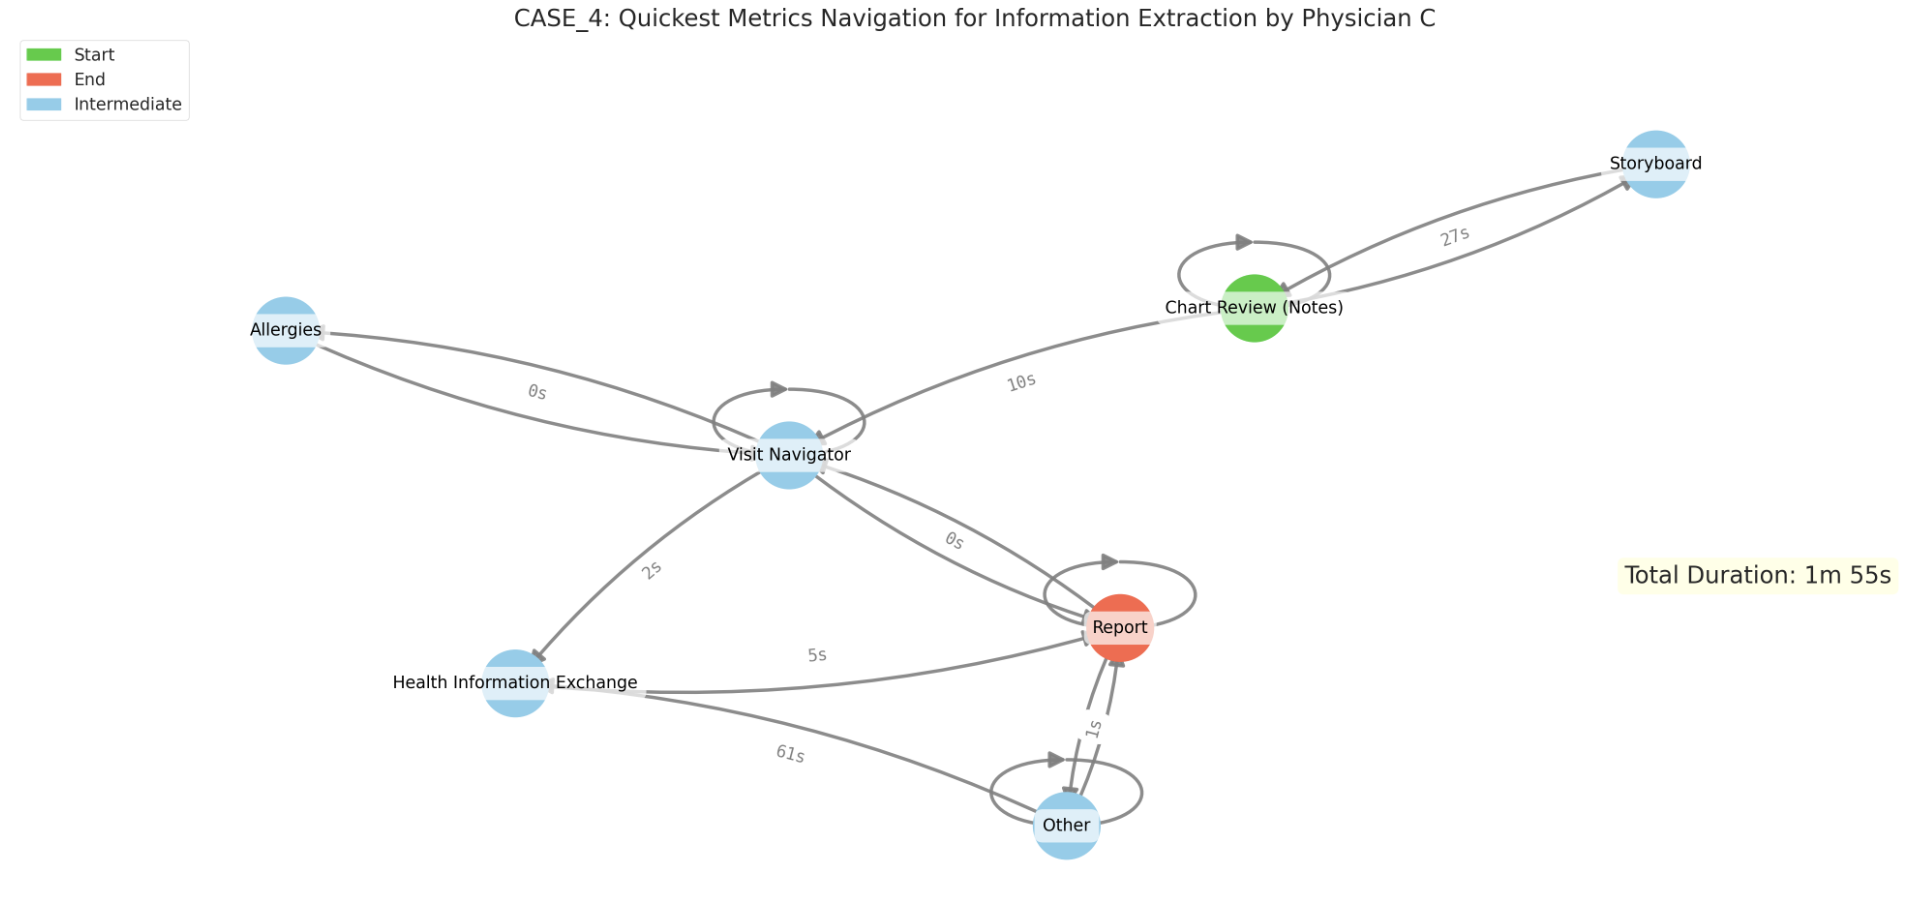 CASE_4: Quickest Metrics Navigation for Information Extraction by Physician C
Start
End
Intermediate
Storyboard
27s
Chart Review (Notes)
Allergies
10s
0s
Visit Navigator
0s
2s
Total Duration: 1m 55s
Report
5s
Health Information Exchange
1s
61s
Other